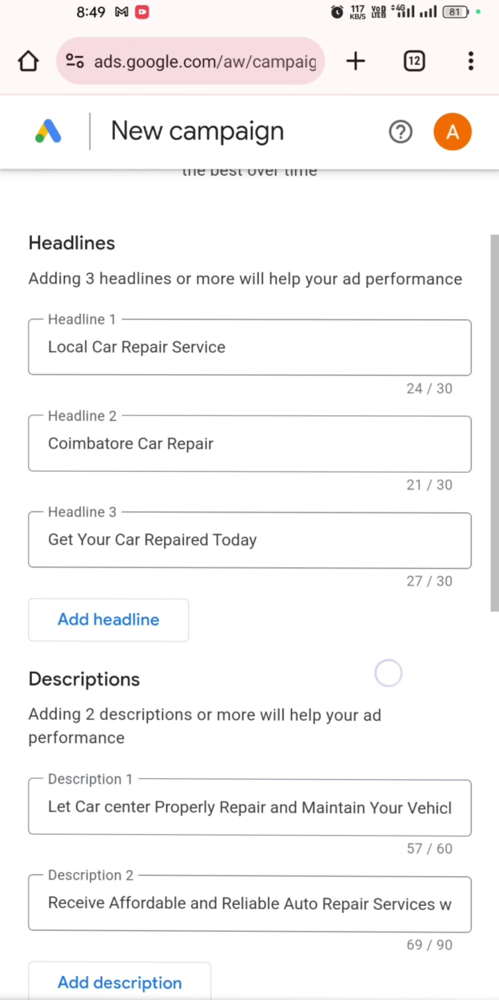 8:49
117
KB/S
VoD
LTE2
4G
81
ads.google.com/aw/campaig
12
New campaign
A
the best over time
Headlines
Adding 3 headlines or more will help your ad performance
Headline 1
Local Car Repair Service
24 / 30
Headline 2
Coimbatore Car Repair
21 / 30
Headline 3
Get Your Car Repaired Today
27 / 30
Add headline
Descriptions
Adding 2 descriptions or more will help your ad
performance
Description 1
Let Car center Properly Repair and Maintain Your Vehicl
57 / 60
Description 2
Receive Affordable and Reliable Auto Repair Services w
69 / 90
Add description